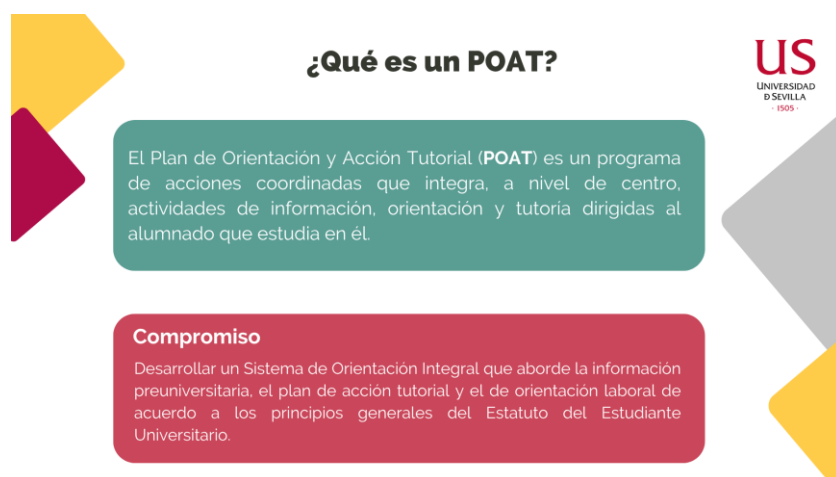 ¿Qué es un POAT?
US
UNIVERSIDAD
Ð SEVILLA
· 1505 ·
El Plan de Orientación y Acción Tutorial (POAT) es un programa
de acciones coordinadas que integra, a nivel de centro,
actividades de información, orientación y tutoría dirigidas al
alumnado que estudia en él.
Compromiso
Desarrollar un Sistema de Orientación Integral que aborde la información
preuniversitaria, el plan de acción tutorial y el de orientación laboral de
acuerdo a los principios generales del Estatuto del Estudiante
Universitario.